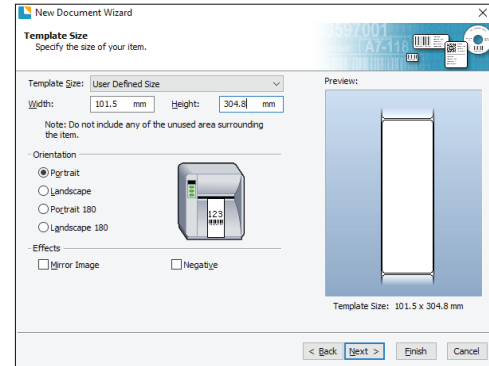 New Document Wizard
Template Size
Specify the size of your item.
Template Size: User Defined Size
Width: 101.5 mm Height: 304.8 mm
Note: Do not include any of the unused area surrounding
the item.
Orientation
Portrait
Landscape
Portrait 180
Landscape 180
123
Effects
Mirror Image Negative
Preview:
Template Size: 101.5 x 304.8 mm
< Back Next > Finish Cancel